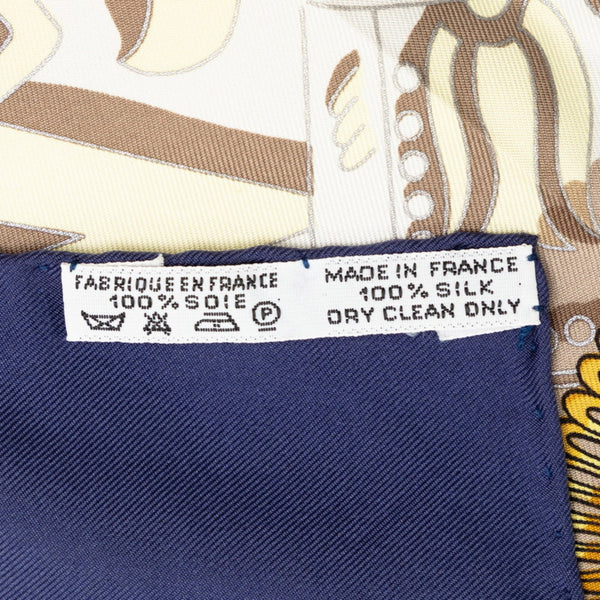 FABRIQUE EN FRANCE
100% SOIE
P
MADE IN FRANCE
100% SILK
DRY CLEAN ONLY